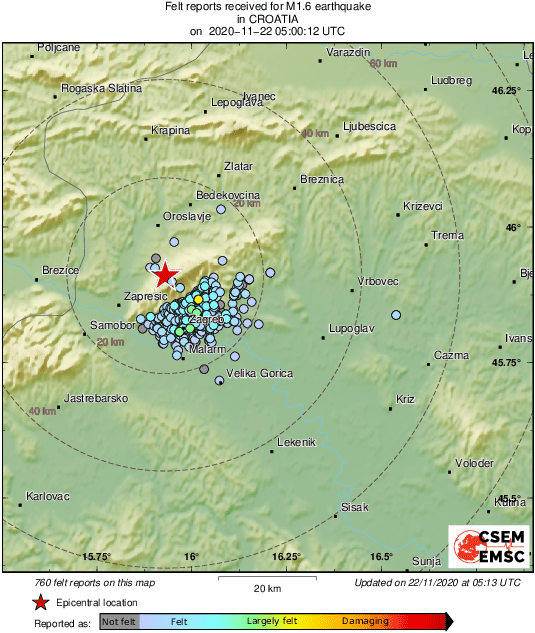 Felt reports received for M1.6 earthquake
in CROATIA
on 2020-11-22 05:00:12 UTC
Poljcane
Varazdin
60 km
Le
Rogaska Slatina
Ludbreg
Ivanec
46.25°
Lepoglava
Krapina
40 km
Ljubescica
Kop
Zlatar
Breznica
Bedekovcina
20 km
Krizevci
Oroslavje
46°
Trema
Brezice
Bje
Zapresic
Vrbovec
Samobor
Zagreb
Lupoglav
20 km
Ivans
Malarm
Cazma
45.75°
Velika Gorica
Jastrebarsko
Kriz
40 km
Lekenik
Voloder
Karlovac
45.5°
Kutina
Sisak
CSEM
EMSC
15.75°
16°
16.25°
16.5°
Sunja
760 felt reports on this map
20 km
Updated on 22/11/2020 at 05:13 UTC
Epicentral location
Reported as:
Not felt
Felt
Largely felt
Damaging